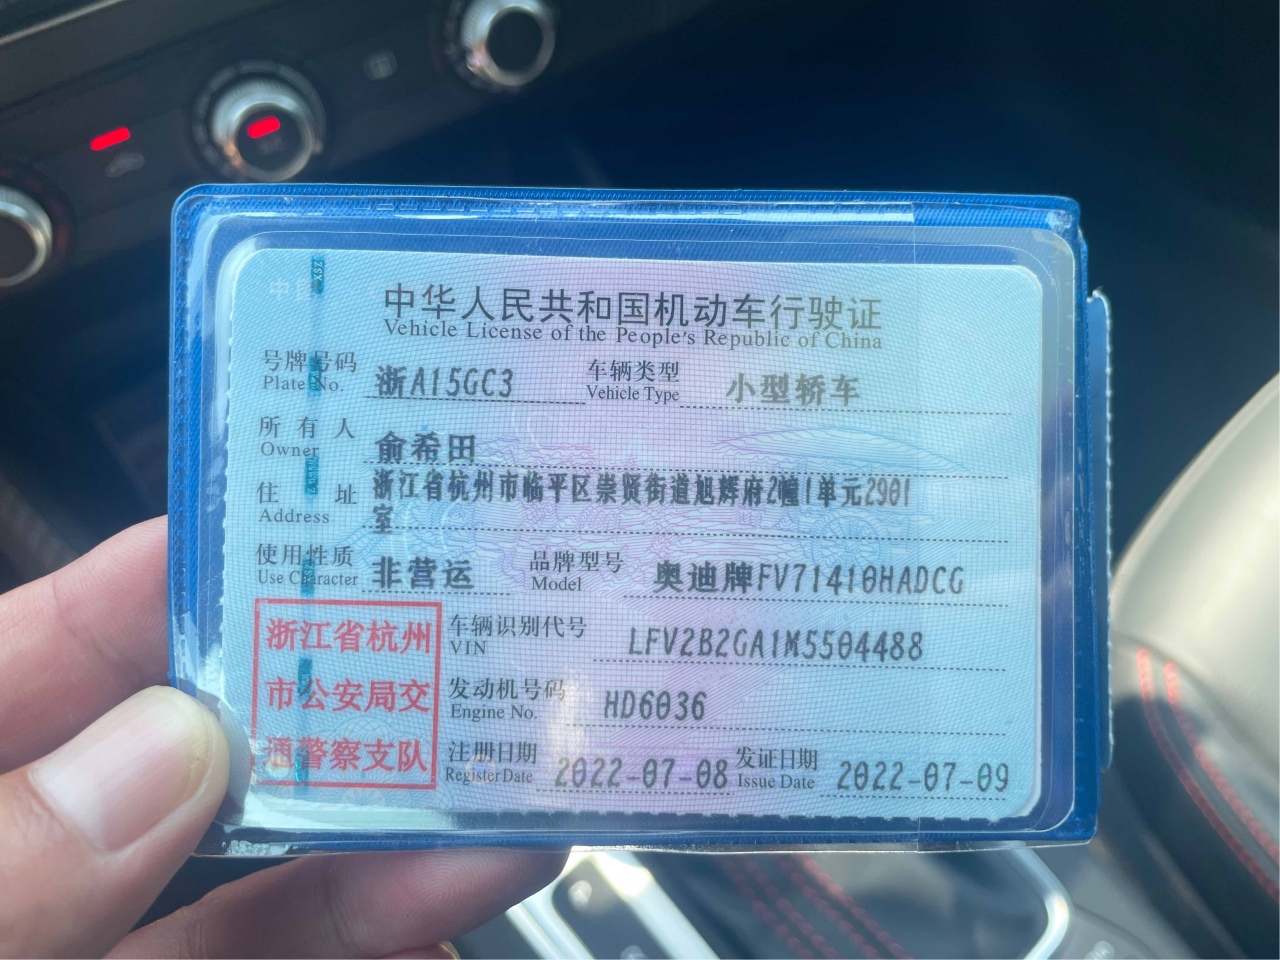 中华人民共和国机动车行驶证
Vehicle License of the People's Republic of China
号牌号码 浙A15GC3 车辆类型 小型轿车
Plate No. Vehicle Type
所有人 俞希田
Owner
住址 浙江省杭州市临平区崇贤街道旭辉府2幢1单元2901
Address 室
使用性质 非营运 品牌型号 奥迪牌FV71410HADCG
Use Character Model
浙江省杭州
市公安局交
通警察支队
车辆识别代号 LFV2B2GA1M5504488
VIN
发动机号码 HD6036
Engine No.
注册日期 2022-07-08 发证日期 2022-07-09
Register Date Issue Date